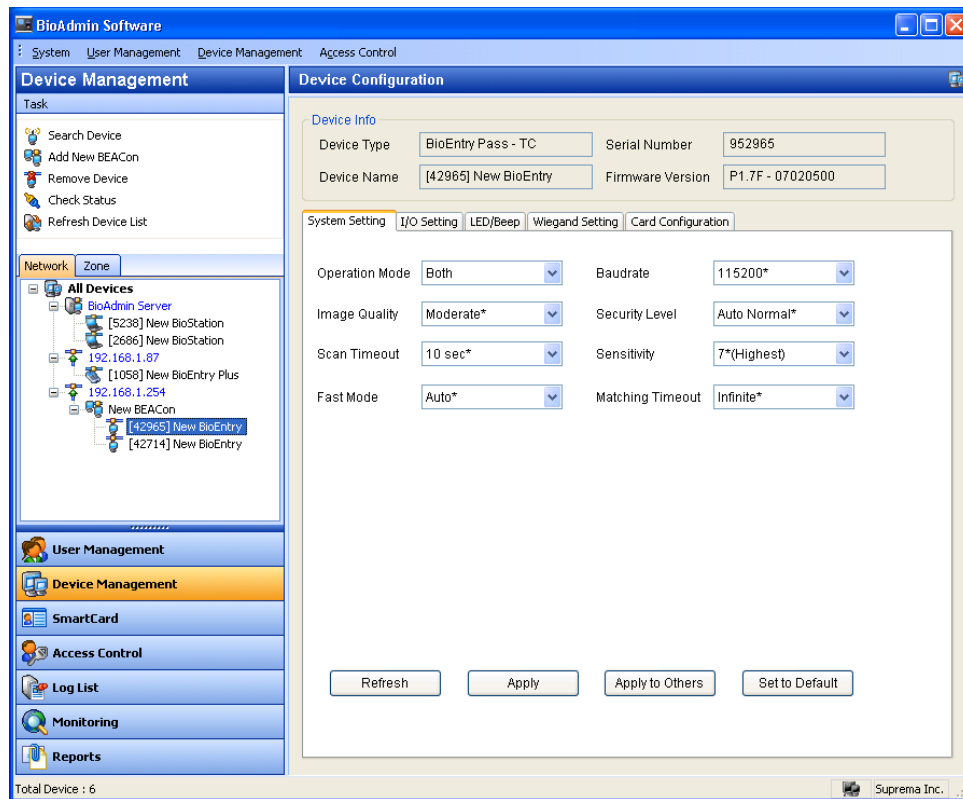 BioAdmin Software
System User Management Device Management Access Control
Device Management
Task
Search Device
Add New BEACon
Remove Device
Check Status
Refresh Device List
Network Zone
All Devices
BioAdmin Server
[5238] New BioStation
[2686] New BioStation
192.168.1.87
[1058] New BioEntry Plus
192.168.1.254
New BEACon
[42965] New BioEntry
[42714] New BioEntry
User Management
Device Management
SmartCard
Access Control
Log List
Monitoring
Reports
Device Configuration
Device Info
Device Type BioEntry Pass - TC Serial Number 952965
Device Name [42965] New BioEntry Firmware Version P1.7F - 07020500
System Setting I/O Setting LED/Beep Wiegand Setting Card Configuration
Operation Mode Both Baudrate 115200*
Image Quality Moderate* Security Level Auto Normal*
Scan Timeout 10 sec* Sensitivity 7*(Highest)
Fast Mode Auto* Matching Timeout Infinite*
Refresh Apply Apply to Others Set to Default
Total Device : 6 Suprema Inc.